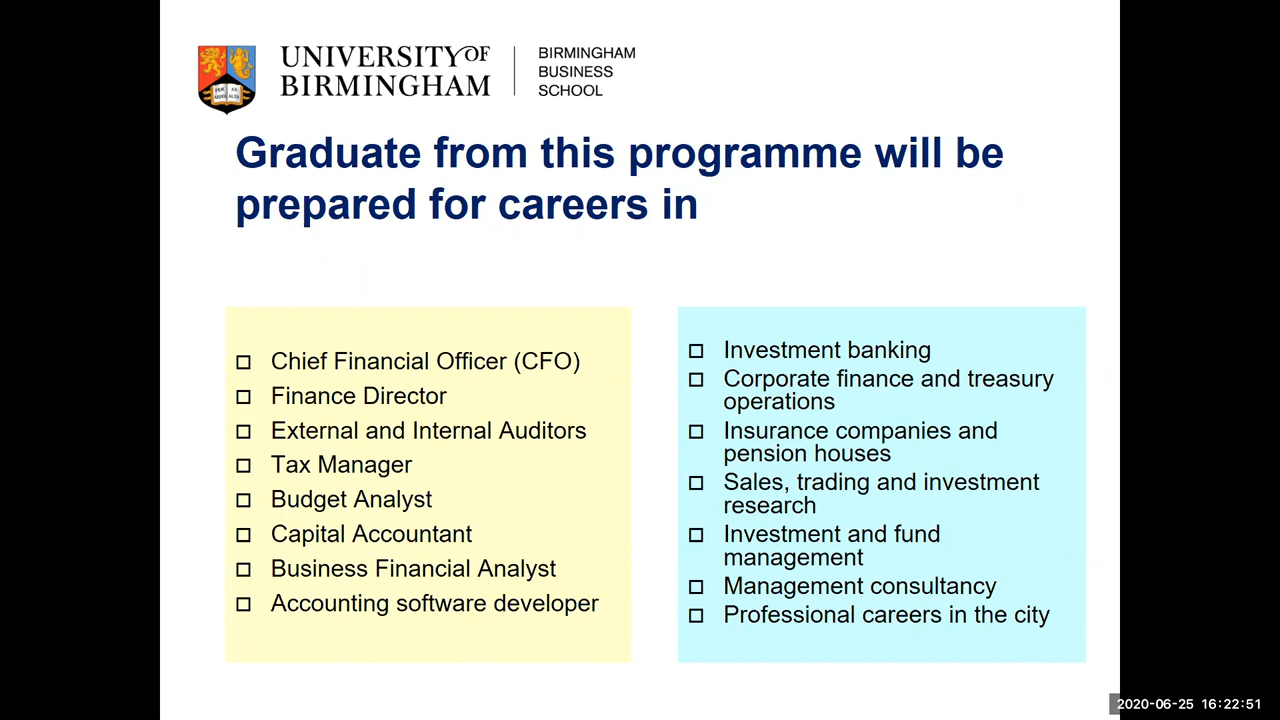 UNIVERSITY OF
BIRMINGHAM
BIRMINGHAM
BUSINESS
SCHOOL
Graduate from this programme will be
prepared for careers in
Chief Financial Officer (CFO)
Finance Director
External and Internal Auditors
Tax Manager
Budget Analyst
Capital Accountant
Business Financial Analyst
Accounting software developer
Investment banking
Corporate finance and treasury
operations
Insurance companies and
pension houses
Sales, trading and investment
research
Investment and fund
management
Management consultancy
Professional careers in the city
2020-06-25 16:22:51